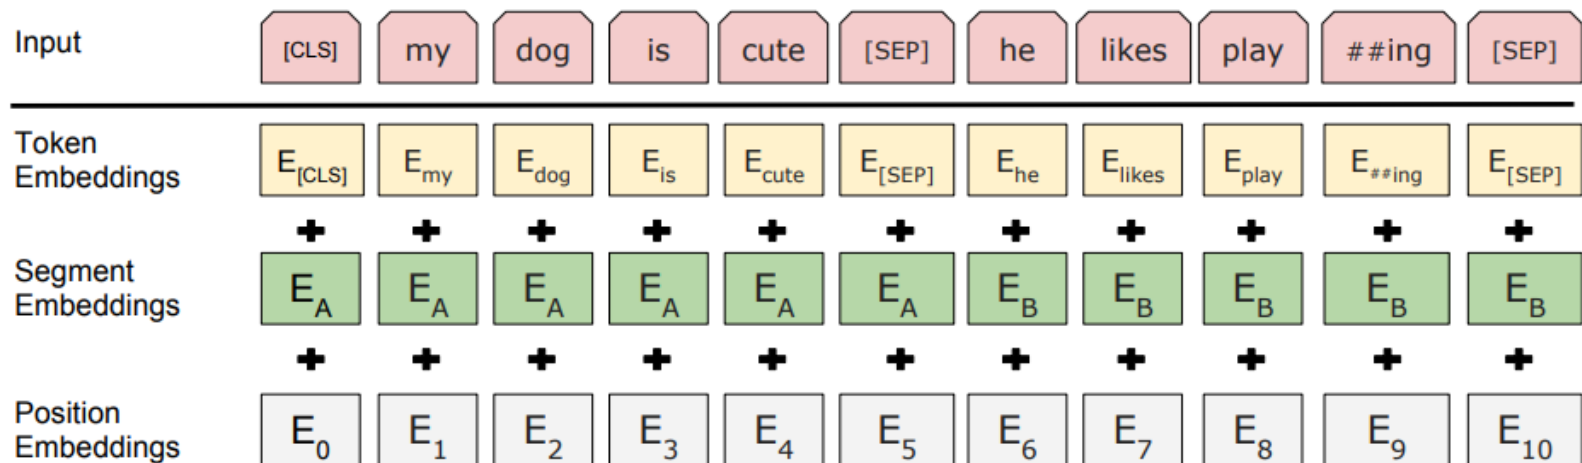 Input [CLS] my dog is cute [SEP] he likes play ##ing [SEP]
Token
Embeddings E[CLS] Emy Edog Eis Ecute E[SEP] Ehe Elikes Eplay E##ing E[SEP]
+ + + + + + + + + + +
Segment
Embeddings EA EA EA EA EA EA EB EB EB EB EB
+ + + + + + + + + + +
Position
Embeddings E0 E1 E2 E3 E4 E5 E6 E7 E8 E9 E10